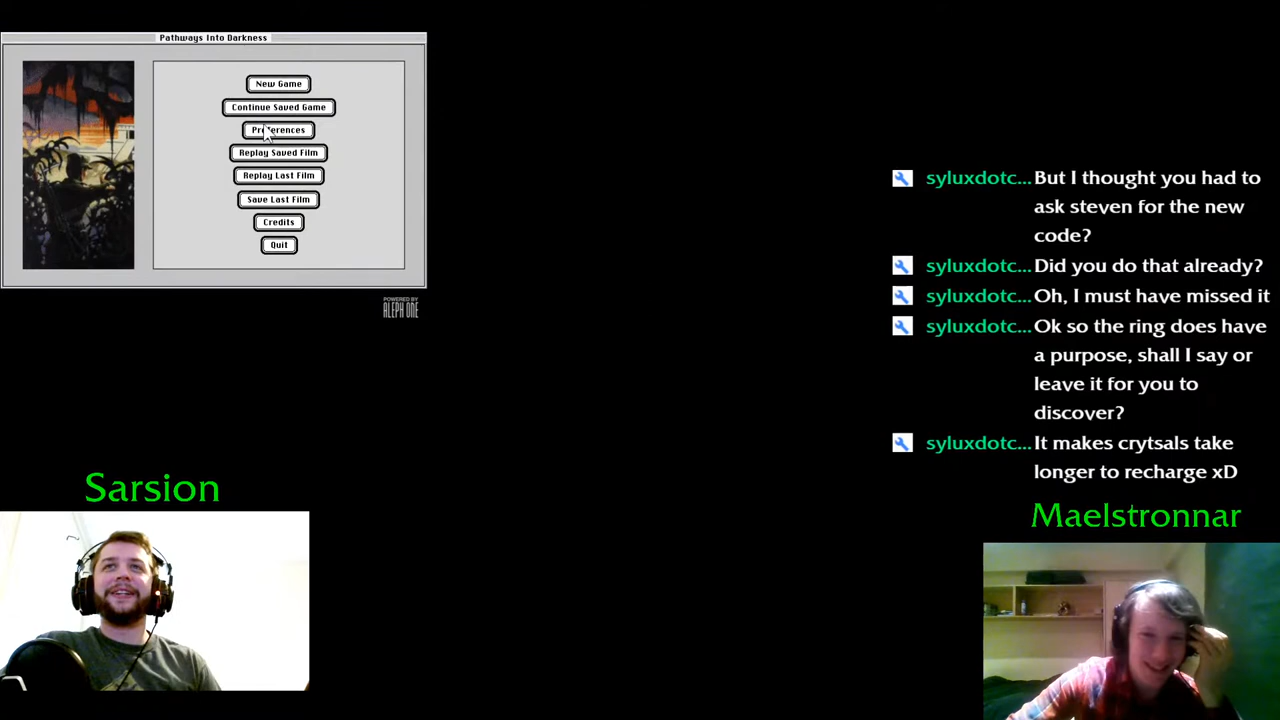 Pathways Into Darkness
New Game
Continue Saved Game
Preferences
Replay Saved Film
Replay Last Film
Save Last Film
Credits
Quit
POWERED BY
ALEPH ONE
syluxdotc... But I thought you had to
ask steven for the new
code?
syluxdotc... Did you do that already?
syluxdotc... Oh, I must have missed it
syluxdotc... Ok so the ring does have
a purpose, shall I say or
leave it for you to
discover?
syluxdotc... It makes crytsals take
longer to recharge xD
Sarsion
Maelstronnar